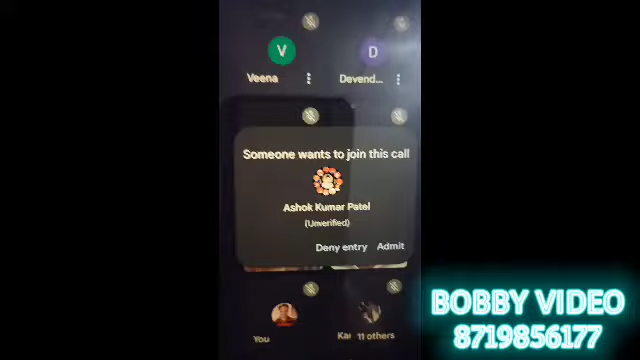 V
D
Veena
Devend...
Someone wants to join this call
Ashok Kumar Patel
(Unverified)
Deny entry
Admit
You
Kar
11 others
BOBBY VIDEO
8719856177